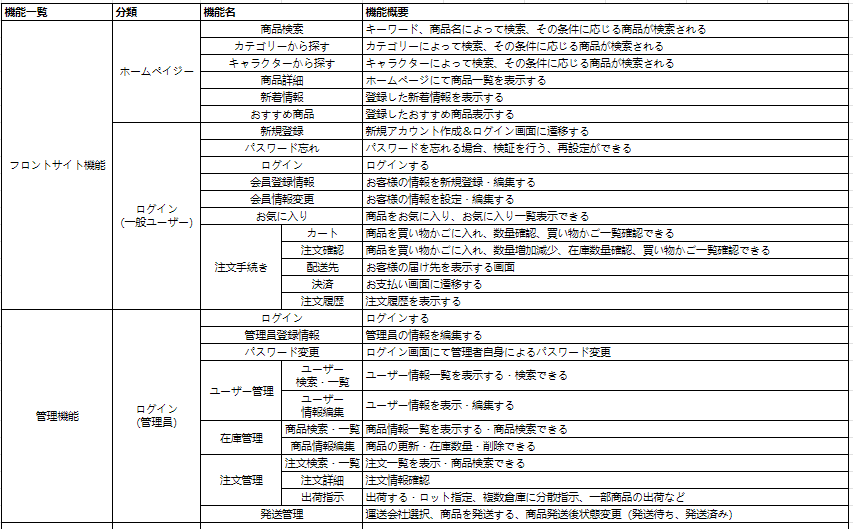 機能一覧 分類 機能名 機能概要
フロントサイト機能 ホームペイジー 商品検索 キーワード、商品名によって検索、その条件に応じる商品が検索される
カテゴリーから探す カテゴリーによって検索、その条件に応じる商品が検索される
キャラクターから探す キャラクターによって検索、その条件に応じる商品が検索される
商品詳細 ホームページにて商品一覧を表示する
新着情報 登録した新着情報を表示する
おすすめ商品 登録したおすすめ商品表示する
ログイン
(一般ユーザー)
新規登録 新規アカウント作成&ログイン画面に遷移する
パスワード忘れ パスワードを忘れる場合、検証を行う、再設定ができる
ログイン ログインする
会員登録情報 お客様の情報を新規登録・編集する
会員情報変更 お客様の情報を設定・編集する
お気に入り 商品をお気に入り、お気に入り一覧表示できる
注文手続き カート 商品を買い物かごに入れ、数量確認、買い物かご一覧確認できる
注文確認 商品を買い物かごに入れ、数量増加減少、在庫数量確認、買い物かご一覧確認できる
配送先 お客様の届け先を表示する画面
決済 お支払い画面に遷移する
注文履歴 注文履歴を表示する
管理機能
ログイン
(管理員)
ログイン ログインする
管理員登録情報 管理員の情報を編集する
パスワード変更 ログイン画面にて管理者自身によるパスワード変更
ユーザー管理
ユーザー
検索・一覧
ユーザー情報一覧を表示する・検索できる
ユーザー
情報編集
ユーザー情報を表示・編集する
在庫管理 商品検索・一覧 商品情報一覧を表示する・商品検索できる
商品情報編集 商品の更新・在庫数量・削除できる
注文管理 注文検索・一覧 注文一覧を表示・商品検索できる
注文詳細 注文情報確認
出荷指示 出荷する・ロット指定、複数倉庫に分散指示、一部商品の出荷など
発送管理 運送会社選択、商品を発送する、商品発送後状態変更（発送待ち、発送済み）